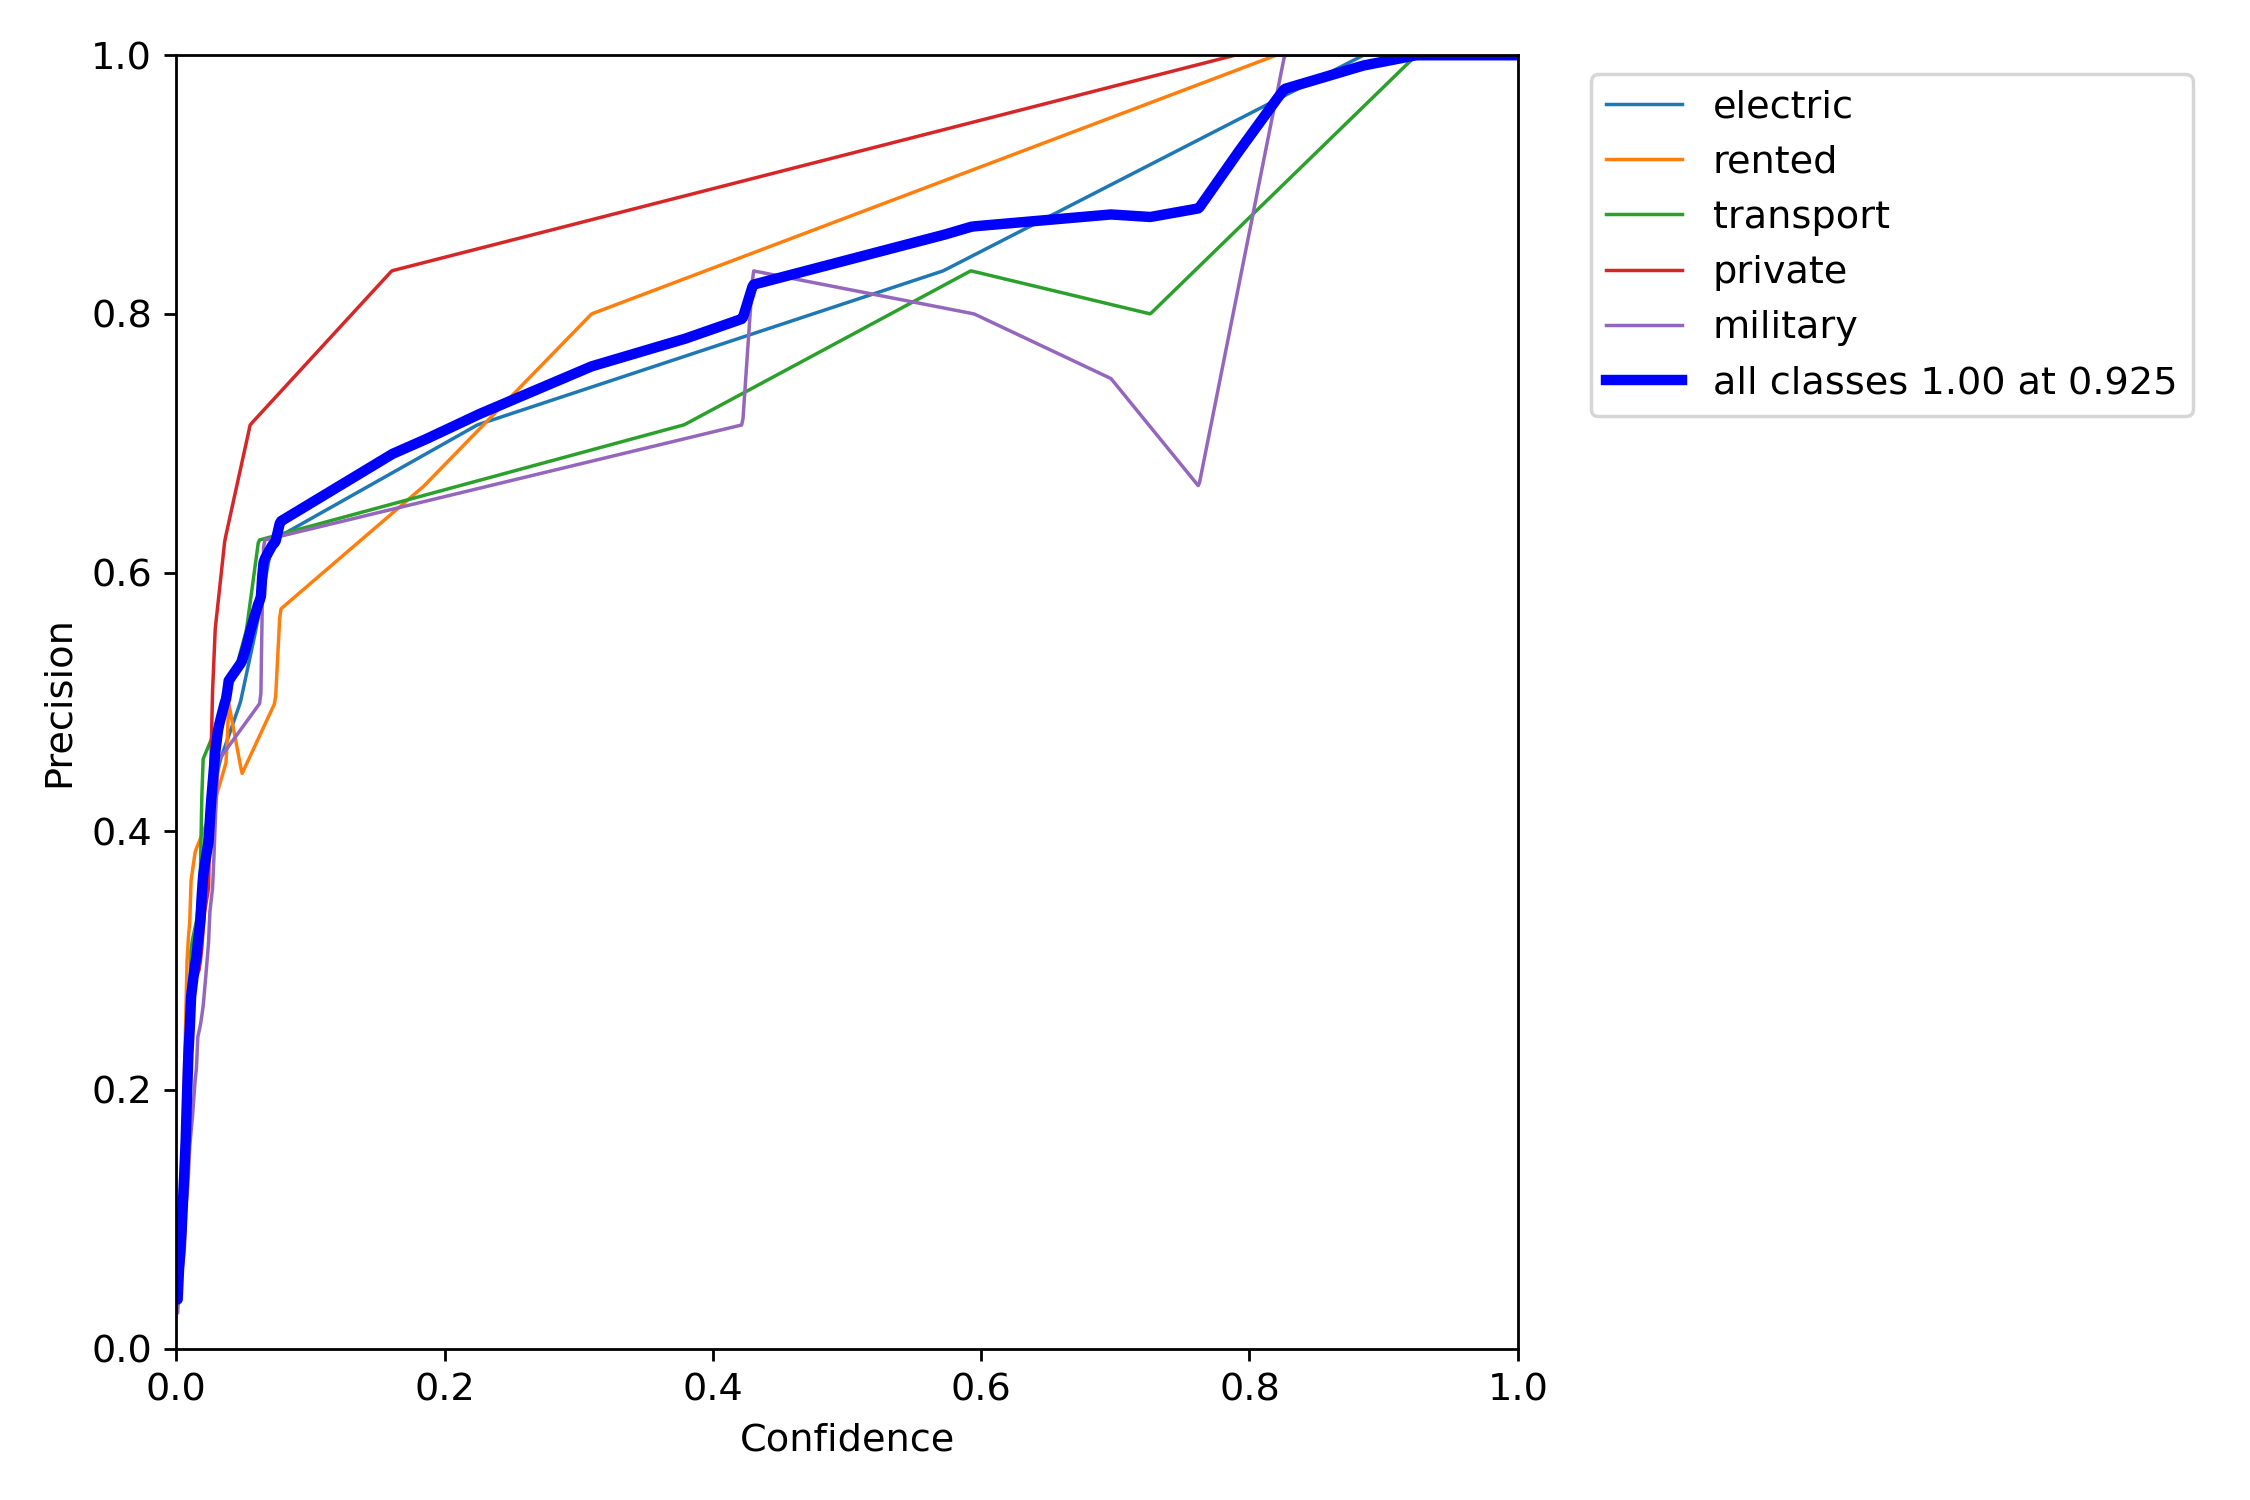 1.0
0.8
0.6
0.4
0.2
0.0
Precision
0.0 0.2 0.4 0.6 0.8 1.0
Confidence
electric
rented
transport
private
military
all classes 1.00 at 0.925